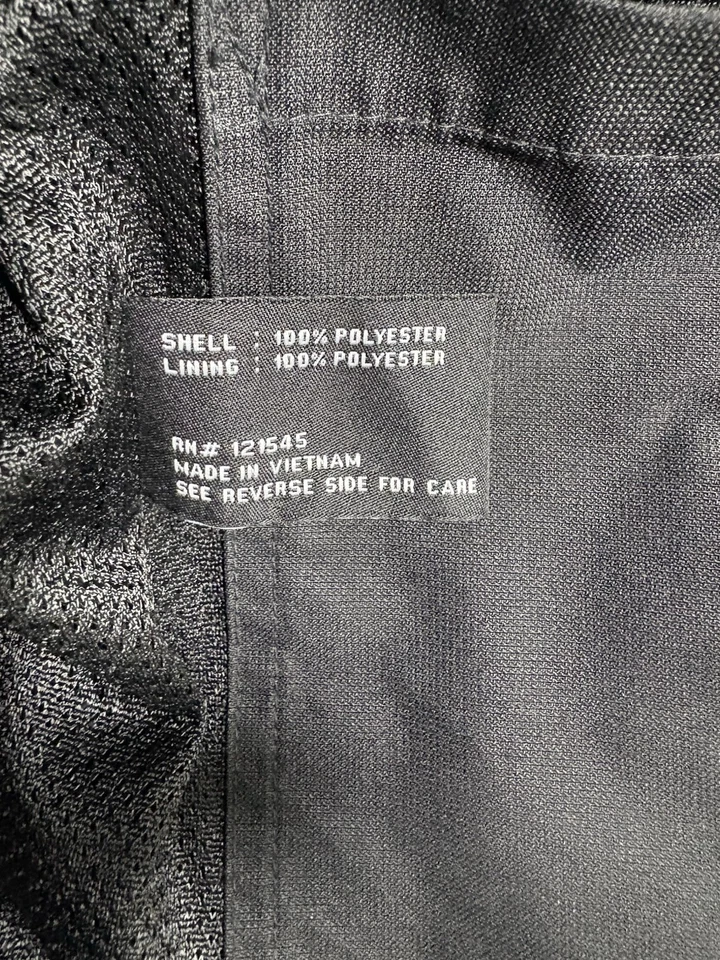 SHELL : 100% POLYESTER
LINING : 100% POLYESTER
RN# 121545
MADE IN VIETNAM
SEE REVERSE SIDE FOR CARE